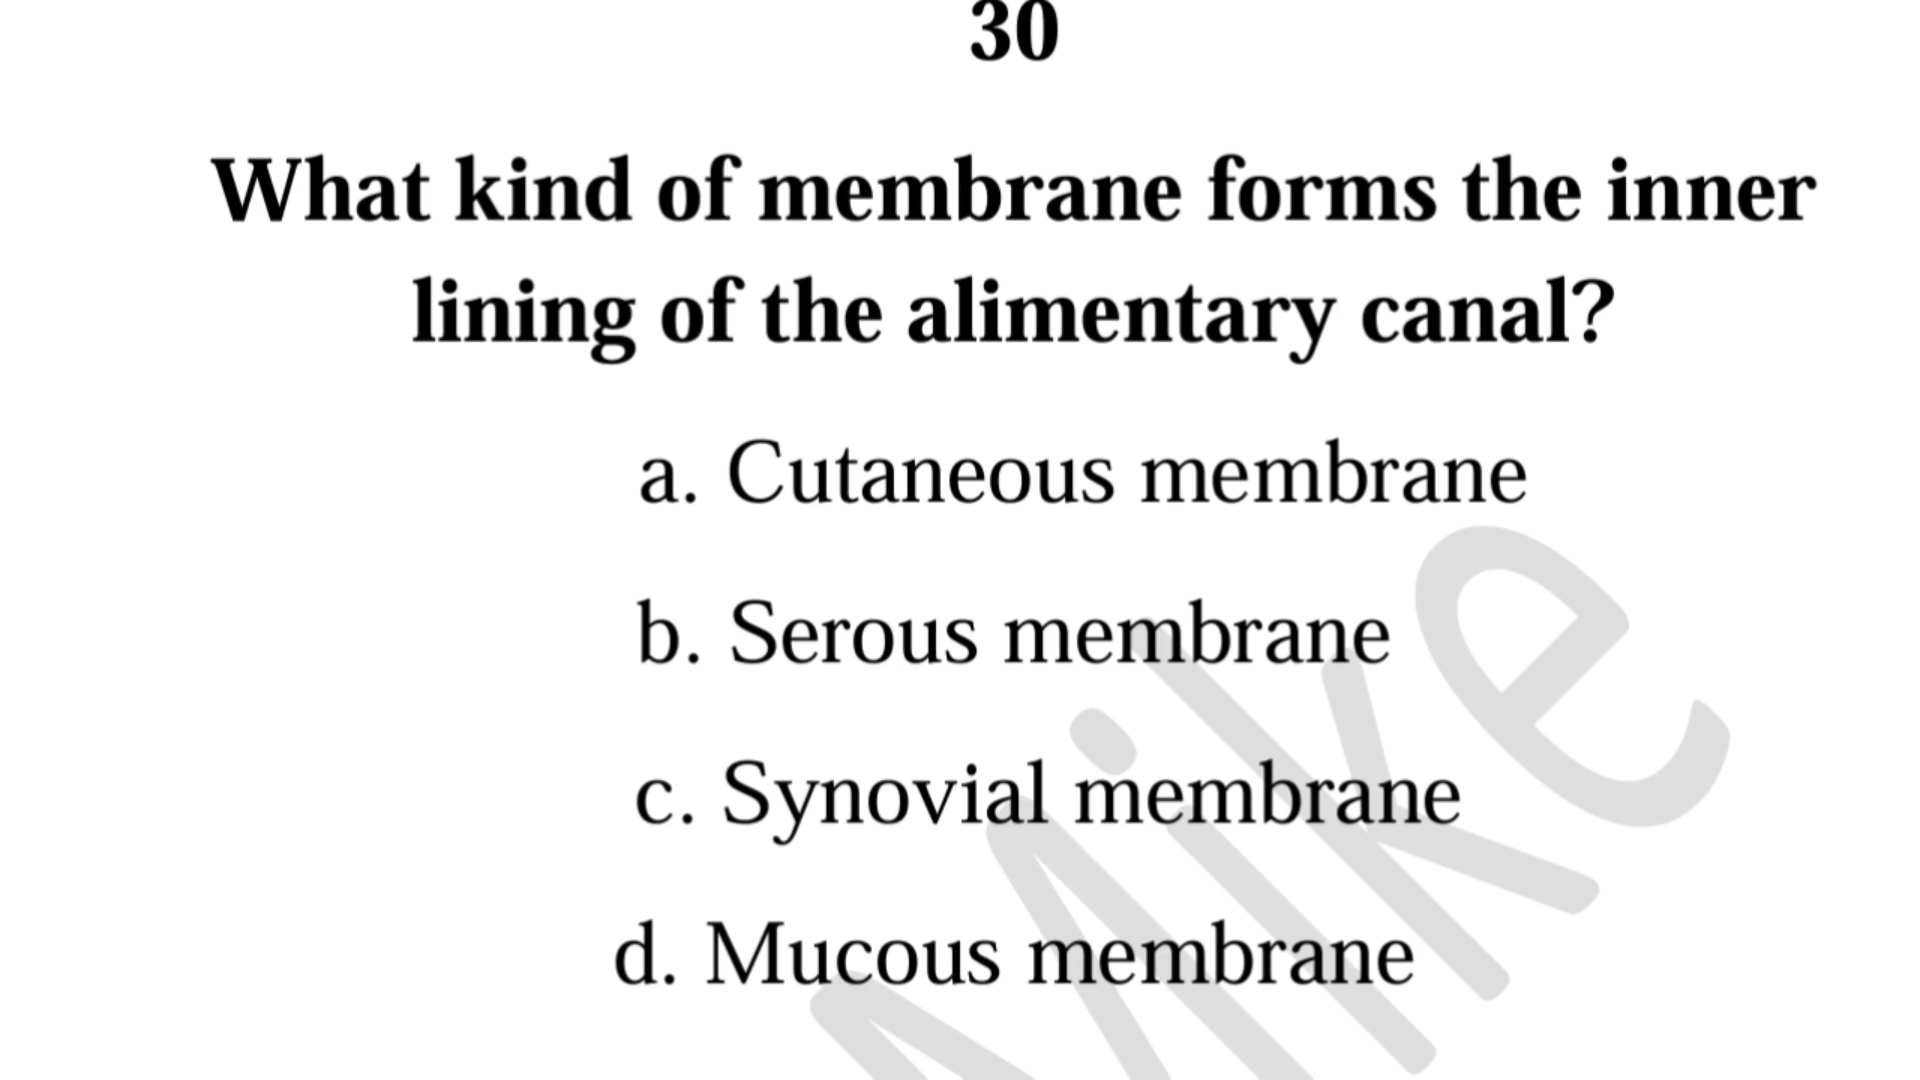 30
What kind of membrane forms the inner
lining of the alimentary canal?
a. Cutaneous membrane
b. Serous membrane
c. Synovial membrane
d. Mucous membrane
Mike